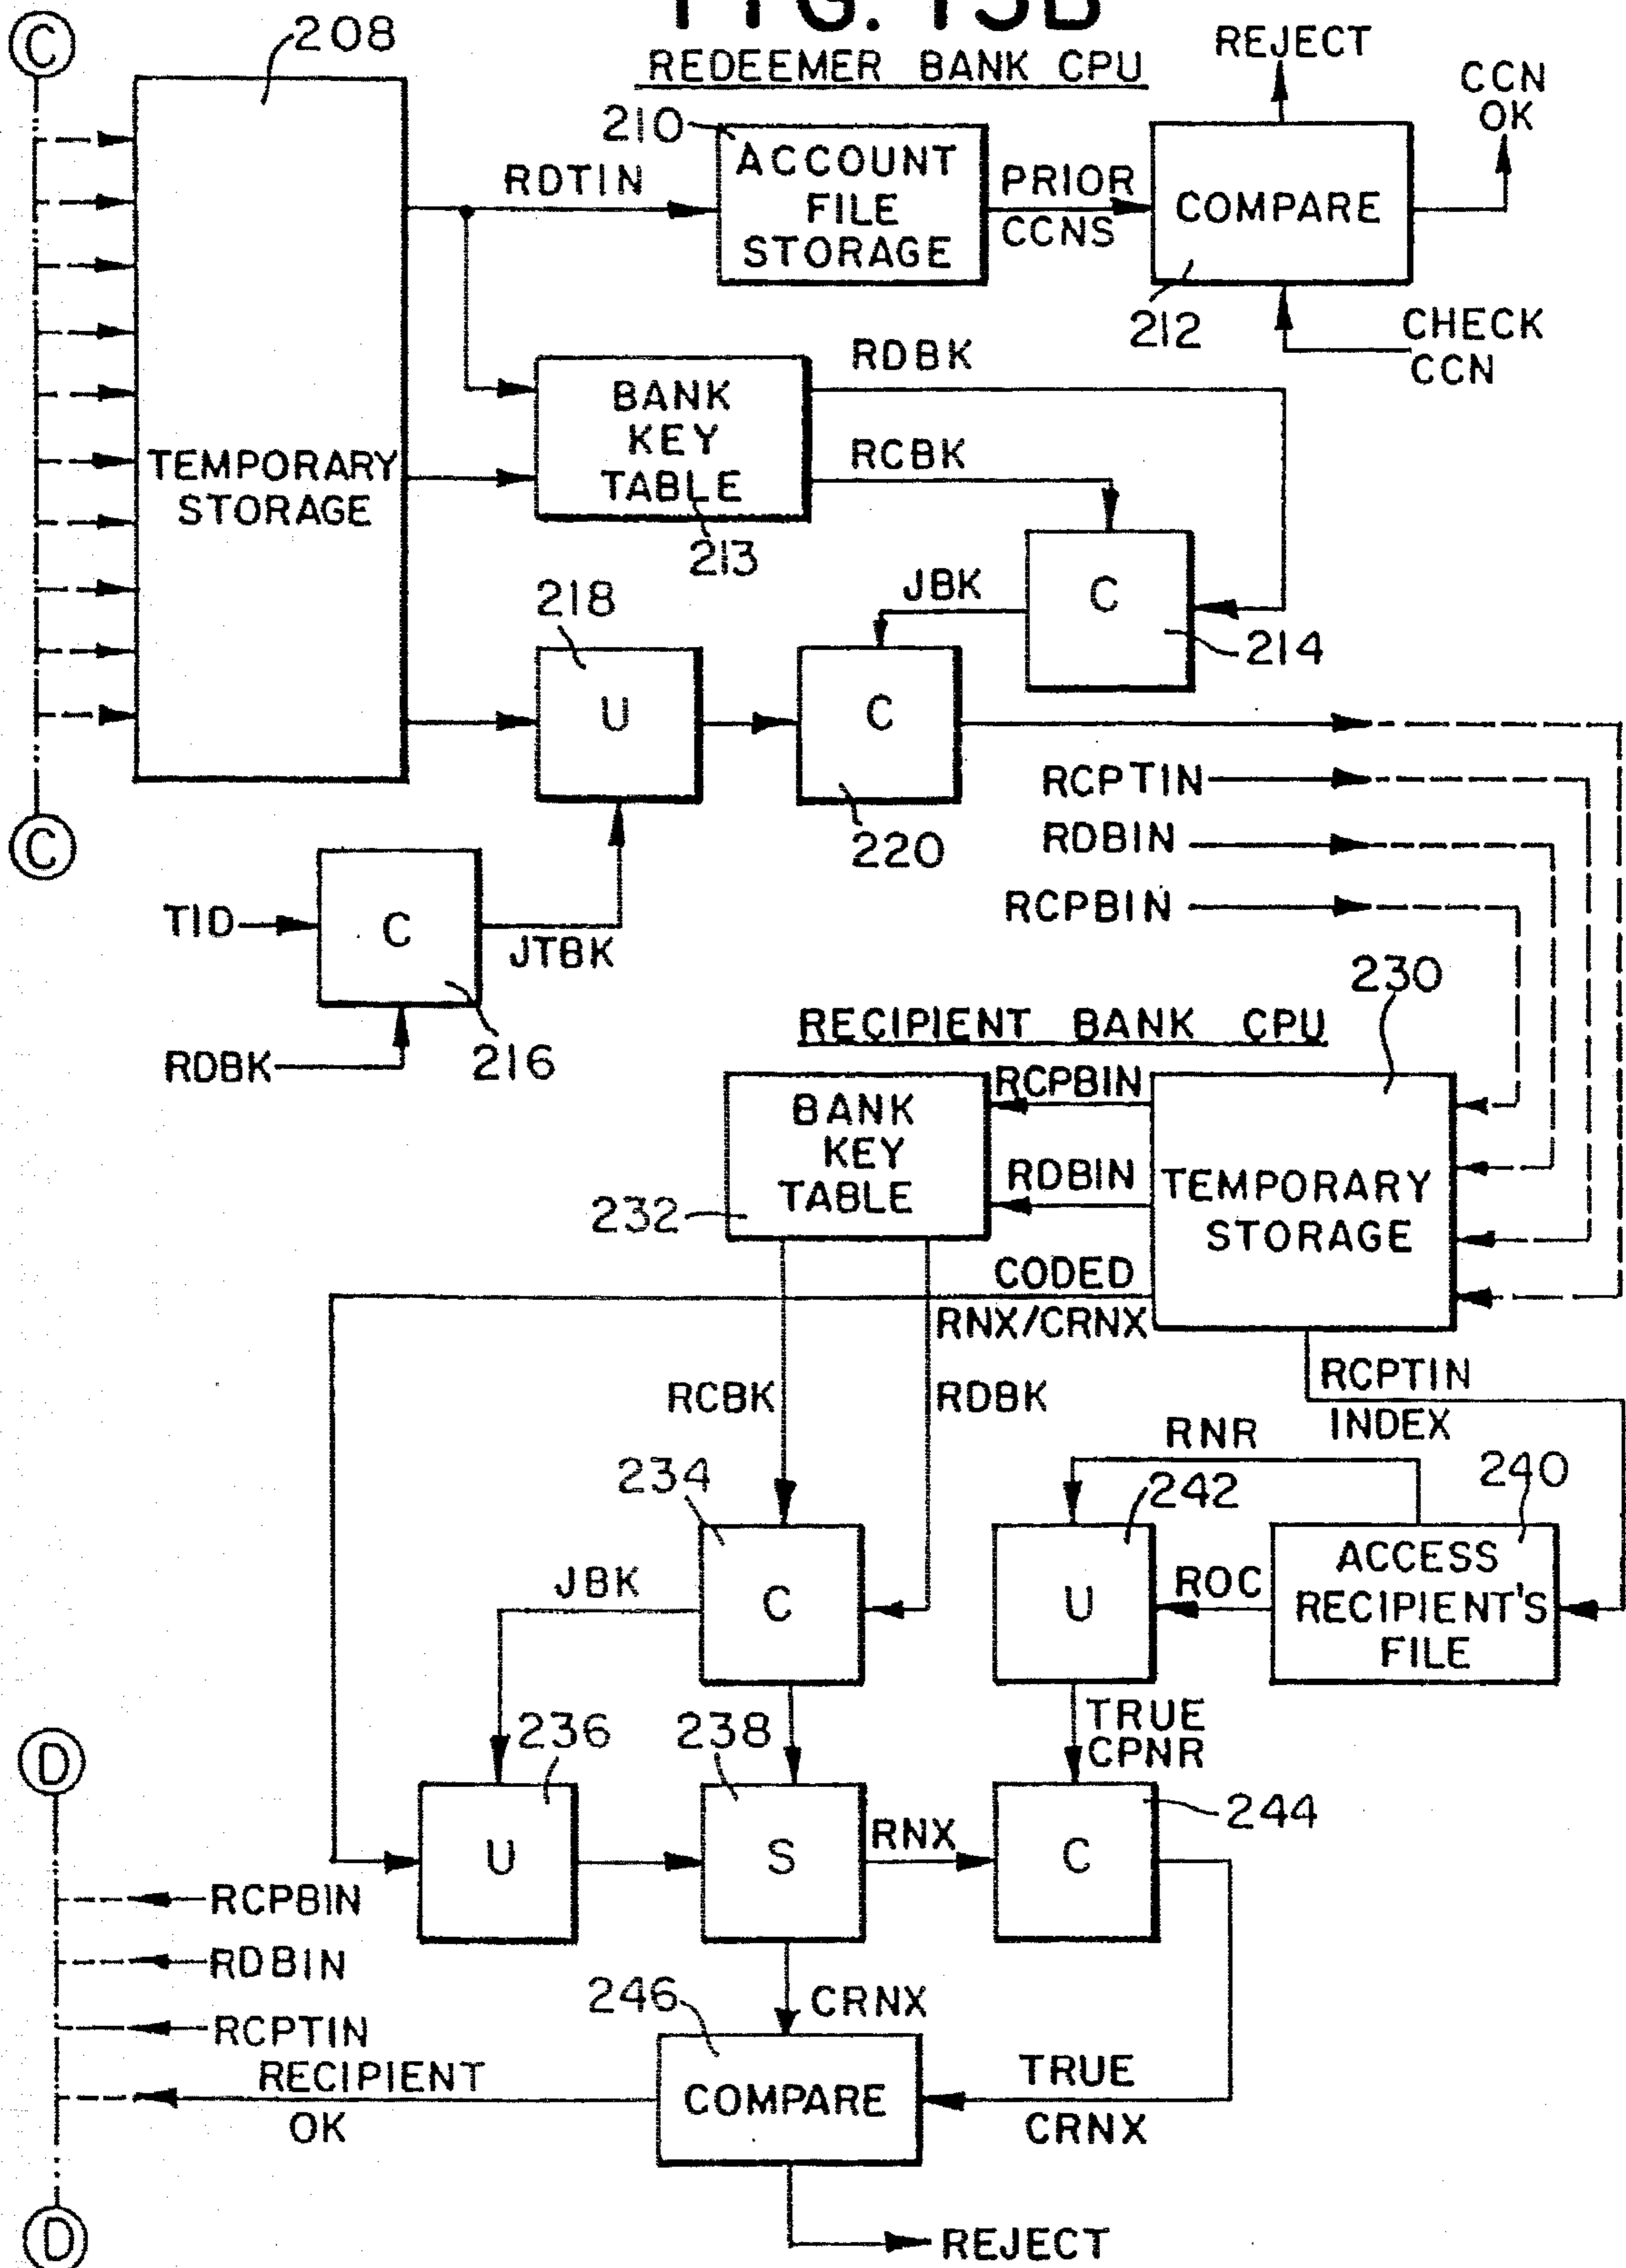 FIG. 15B
REDEEMER BANK CPU
C
208
REJECT
CCN
OK
210
ACCOUNT
FILE
STORAGE
RDTIN
PRIOR
CCNS
COMPARE
212
CHECK
CCN
TEMPORARY
STORAGE
BANK
KEY
TABLE
213
RDBK
RCBK
C
214
JBK
218
U
C
220
C
TID
C
JTBK
RDBK
216
RCPTIN
RDBIN
RCPBIN
230
RECIPIENT BANK CPU
BANK
KEY
TABLE
232
RCPBIN
RDBIN
TEMPORARY
STORAGE
CODED
RNX/CRNX
RCPTIN
INDEX
RCBK
RDBK
RNR
234
242
240
C
U
ROC
ACCESS
RECIPIENT'S
FILE
JBK
TRUE
CPNR
D
236
238
244
U
S
RNX
C
RCPBIN
RDBIN
RCPTIN
RECIPIENT
OK
246
CRNX
COMPARE
TRUE
CRNX
D
REJECT